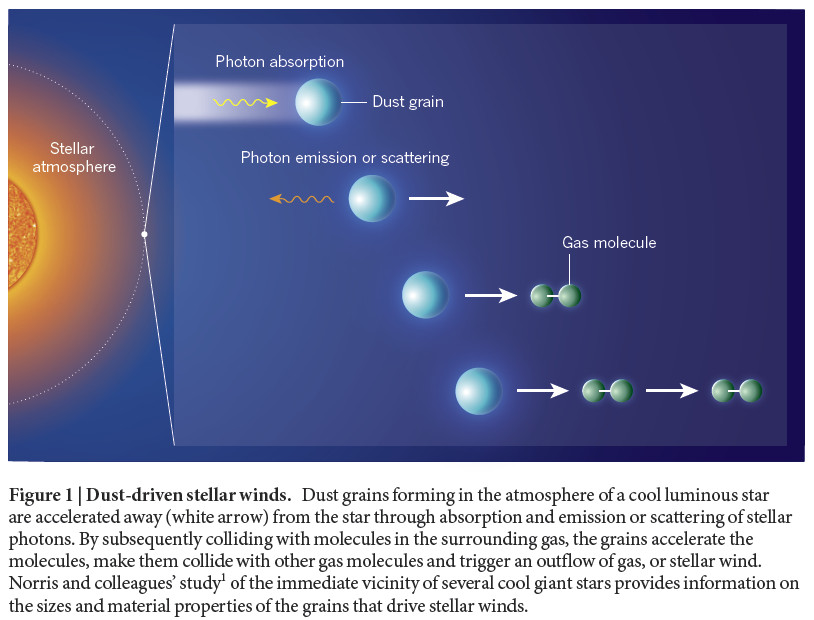 Photon absorption
Dust grain
Stellar
atmosphere
Photon emission or scattering
Gas molecule
Figure 1 | Dust-driven stellar winds. Dust grains forming in the atmosphere of a cool luminous star
are accelerated away (white arrow) from the star through absorption and emission or scattering of stellar
photons. By subsequently colliding with molecules in the surrounding gas, the grains accelerate the
molecules, make them collide with other gas molecules and trigger an outflow of gas, or stellar wind.
Norris and colleagues’ study¹ of the immediate vicinity of several cool giant stars provides information on
the sizes and material properties of the grains that drive stellar winds.